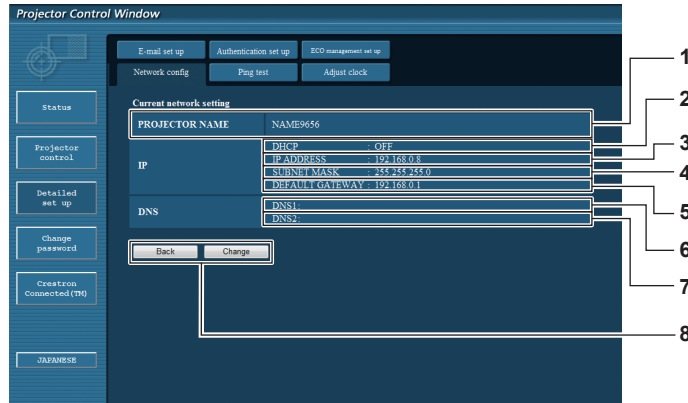 Projector Control Window
E-mail set up
Authentication set up
ECO management set up
Network config
Ping test
Adjust clock
Status
Projector
control
Detailed
set up
Change
password
Crestron
Connected(TM)
JAPANESE
Current network setting
PROJECTOR NAME NAME9656
IP
DHCP : OFF
IP ADDRESS : 192.168.0.8
SUBNET MASK : 255.255.255.0
DEFAULT GATEWAY : 192.168.0.1
DNS
DNS1:
DNS2:
Back
Change
1
2
3
4
5
6
7
8